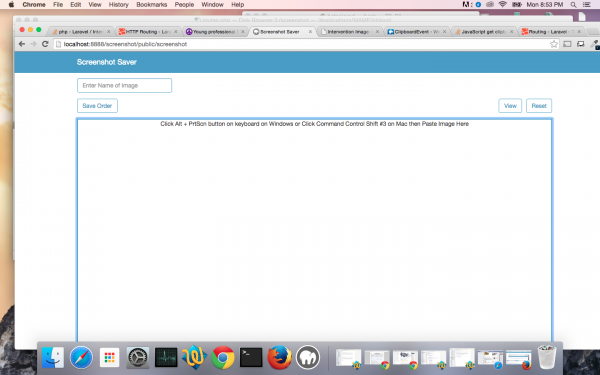 Chrome File Edit View History Bookmarks People Window Help
Mon 8:53 PM
php - Laravel / Int
HTTP Routing - La
Young professional
Screenshot Saver
Intervention Image
ClipboardEvent - W
JavaScript get clip
Routing - Laravel
localhost:8888/screenshot/public/screenshot
Screenshot Saver
Enter Name of Image
Save Order
View
Reset
Click Alt + PrtScn button on keyboard on Windows or Click Command Control Shift #3 on Mac then Paste Image Here